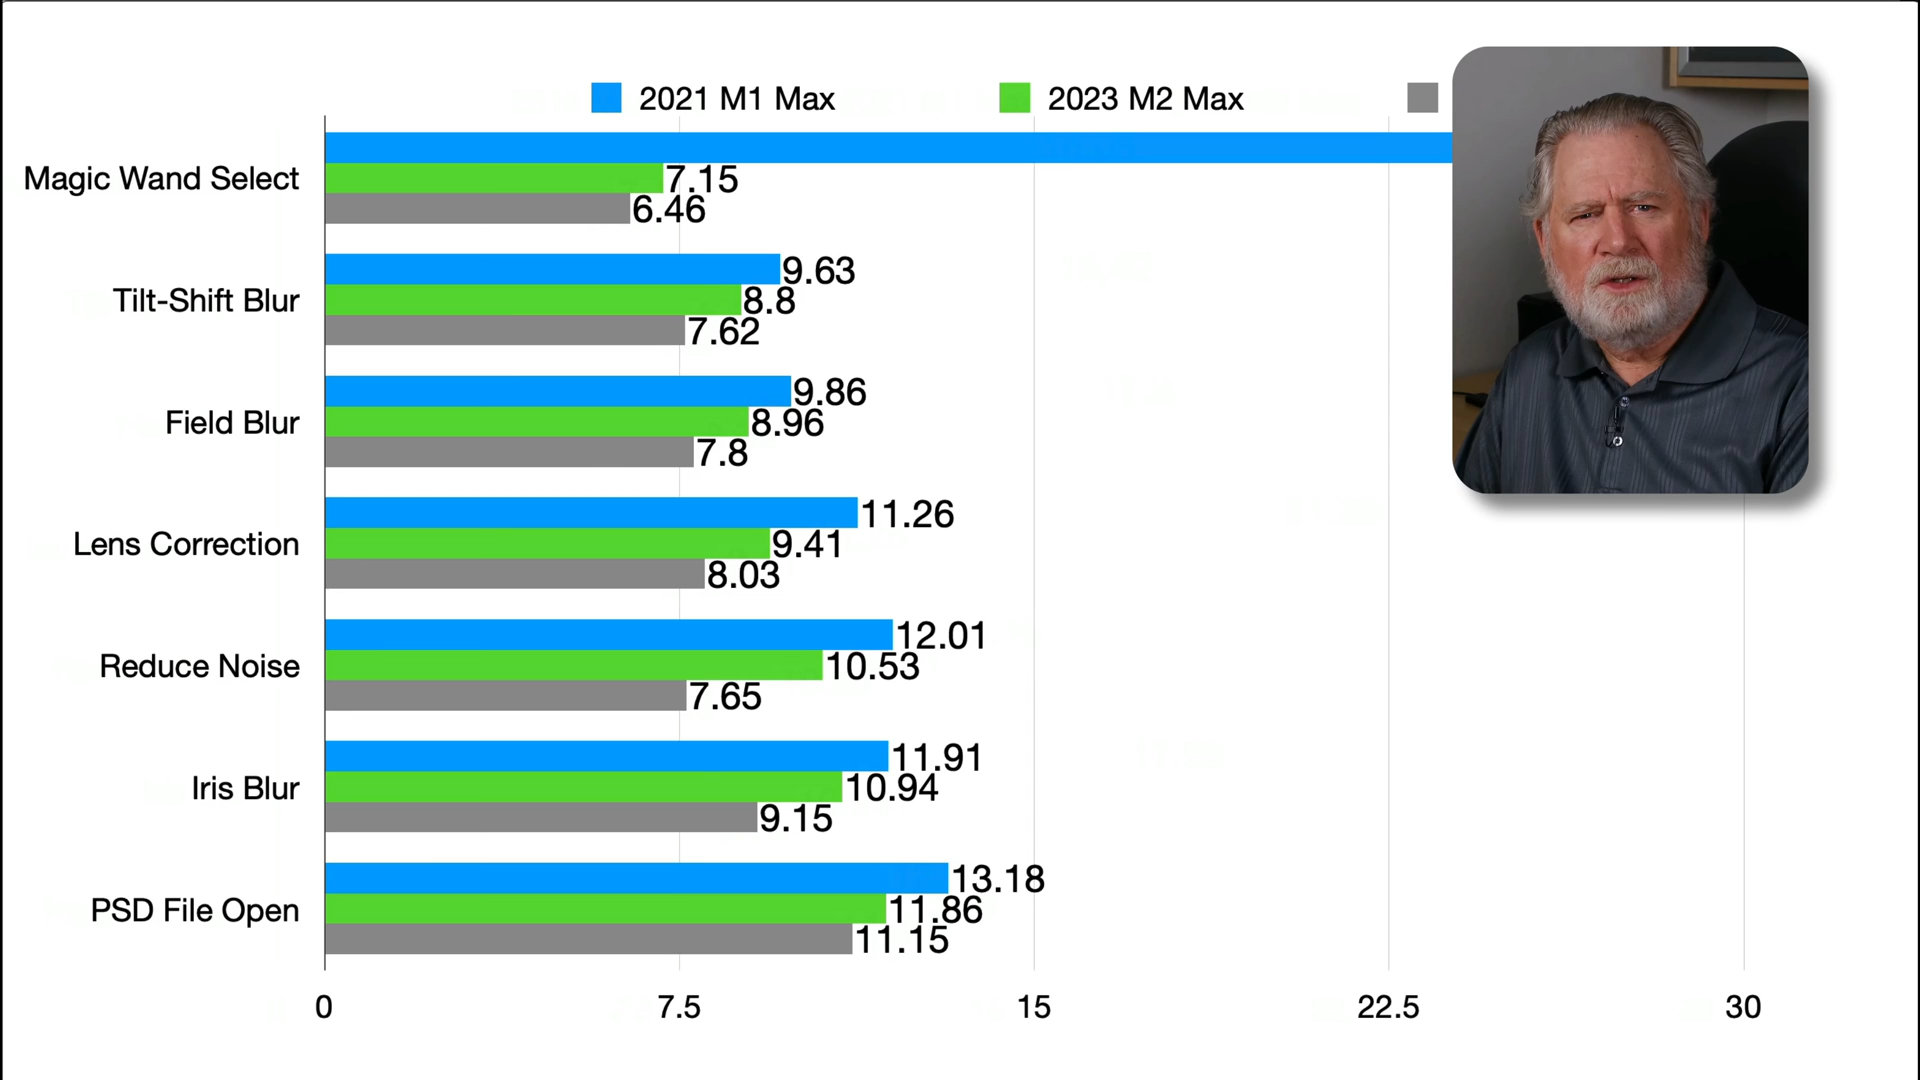 2021 M1 Max
2023 M2 Max
Magic Wand Select
7.15
6.46
Tilt-Shift Blur
9.63
8.8
7.62
Field Blur
9.86
8.96
7.8
Lens Correction
11.26
9.41
8.03
Reduce Noise
12.01
10.53
7.65
Iris Blur
11.91
10.94
9.15
PSD File Open
13.18
11.86
11.15
0 7.5 15 22.5 30